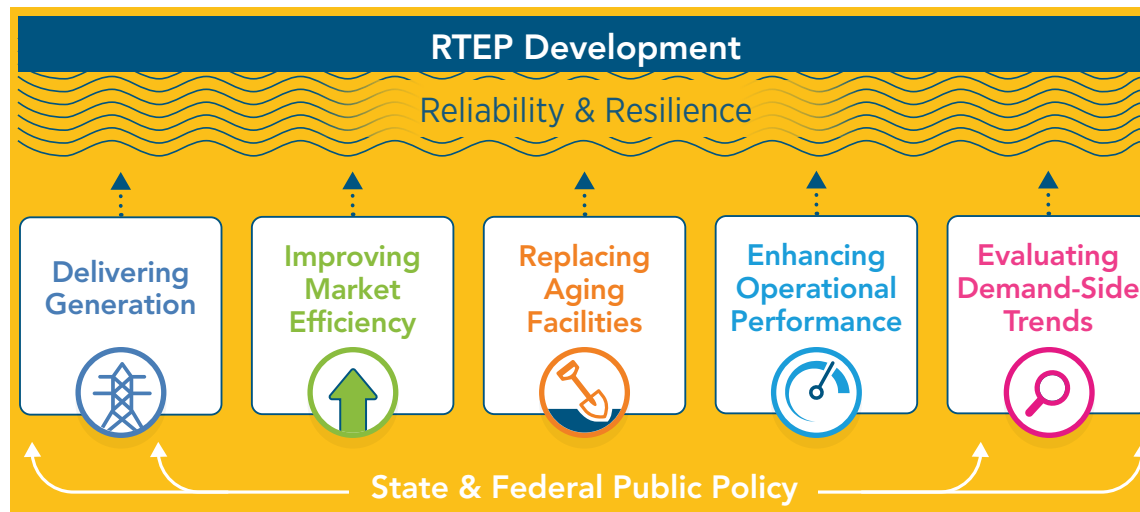 RTEP Development
Reliability & Resilience
Delivering
Generation
Improving
Market
Efficiency
Replacing
Aging
Facilities
Enhancing
Operational
Performance
Evaluating
Demand-Side
Trends
State & Federal Public Policy